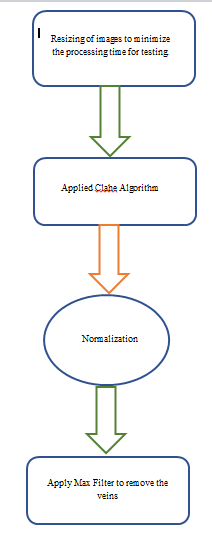 Resizing of images to minimize
the processing time for testing
Applied Clahe Algorithm
Normalization
Apply Max Filter to remove the
veins